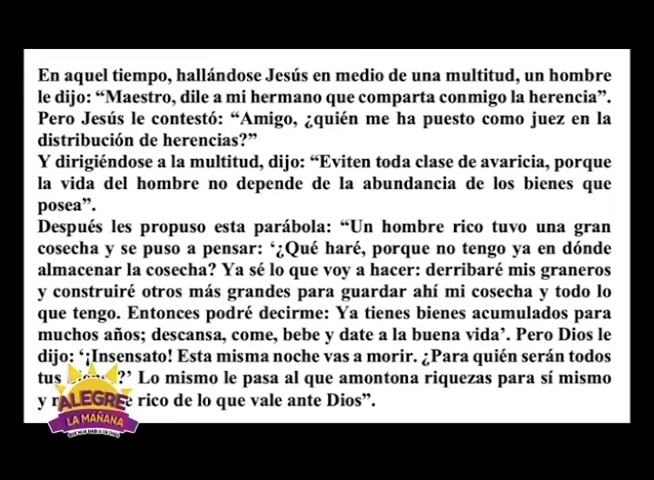 En aquel tiempo, hallándose Jesús en medio de una multitud, un hombre
le dijo: “Maestro, dile a mi hermano que comparta conmigo la herencia”.
Pero Jesús le contestó: “Amigo, ¿quién me ha puesto como juez en la
distribución de herencias?”
Y dirigiéndose a la multitud, dijo: “Eviten toda clase de avaricia, porque
la vida del hombre no depende de la abundancia de los bienes que
posea”.
Después les propuso esta parábola: “Un hombre rico tuvo una gran
cosecha y se puso a pensar: ‘¿Qué haré, porque no tengo ya en dónde
almacenar la cosecha? Ya sé lo que voy a hacer: derribaré mis graneros
y construiré otros más grandes para guardar ahí mi cosecha y todo lo
que tengo. Entonces podré decirme: Ya tienes bienes acumulados para
muchos años; descansa, come, bebe y date a la buena vida’. Pero Dios le
dijo: ‘¡Insensato! Esta misma noche vas a morir. ¿Para quién serán todos
tus ?’ Lo mismo le pasa al que amontona riquezas para sí mismo
y rico de lo que vale ante Dios”.
ALEGRE
LA MAÑANA